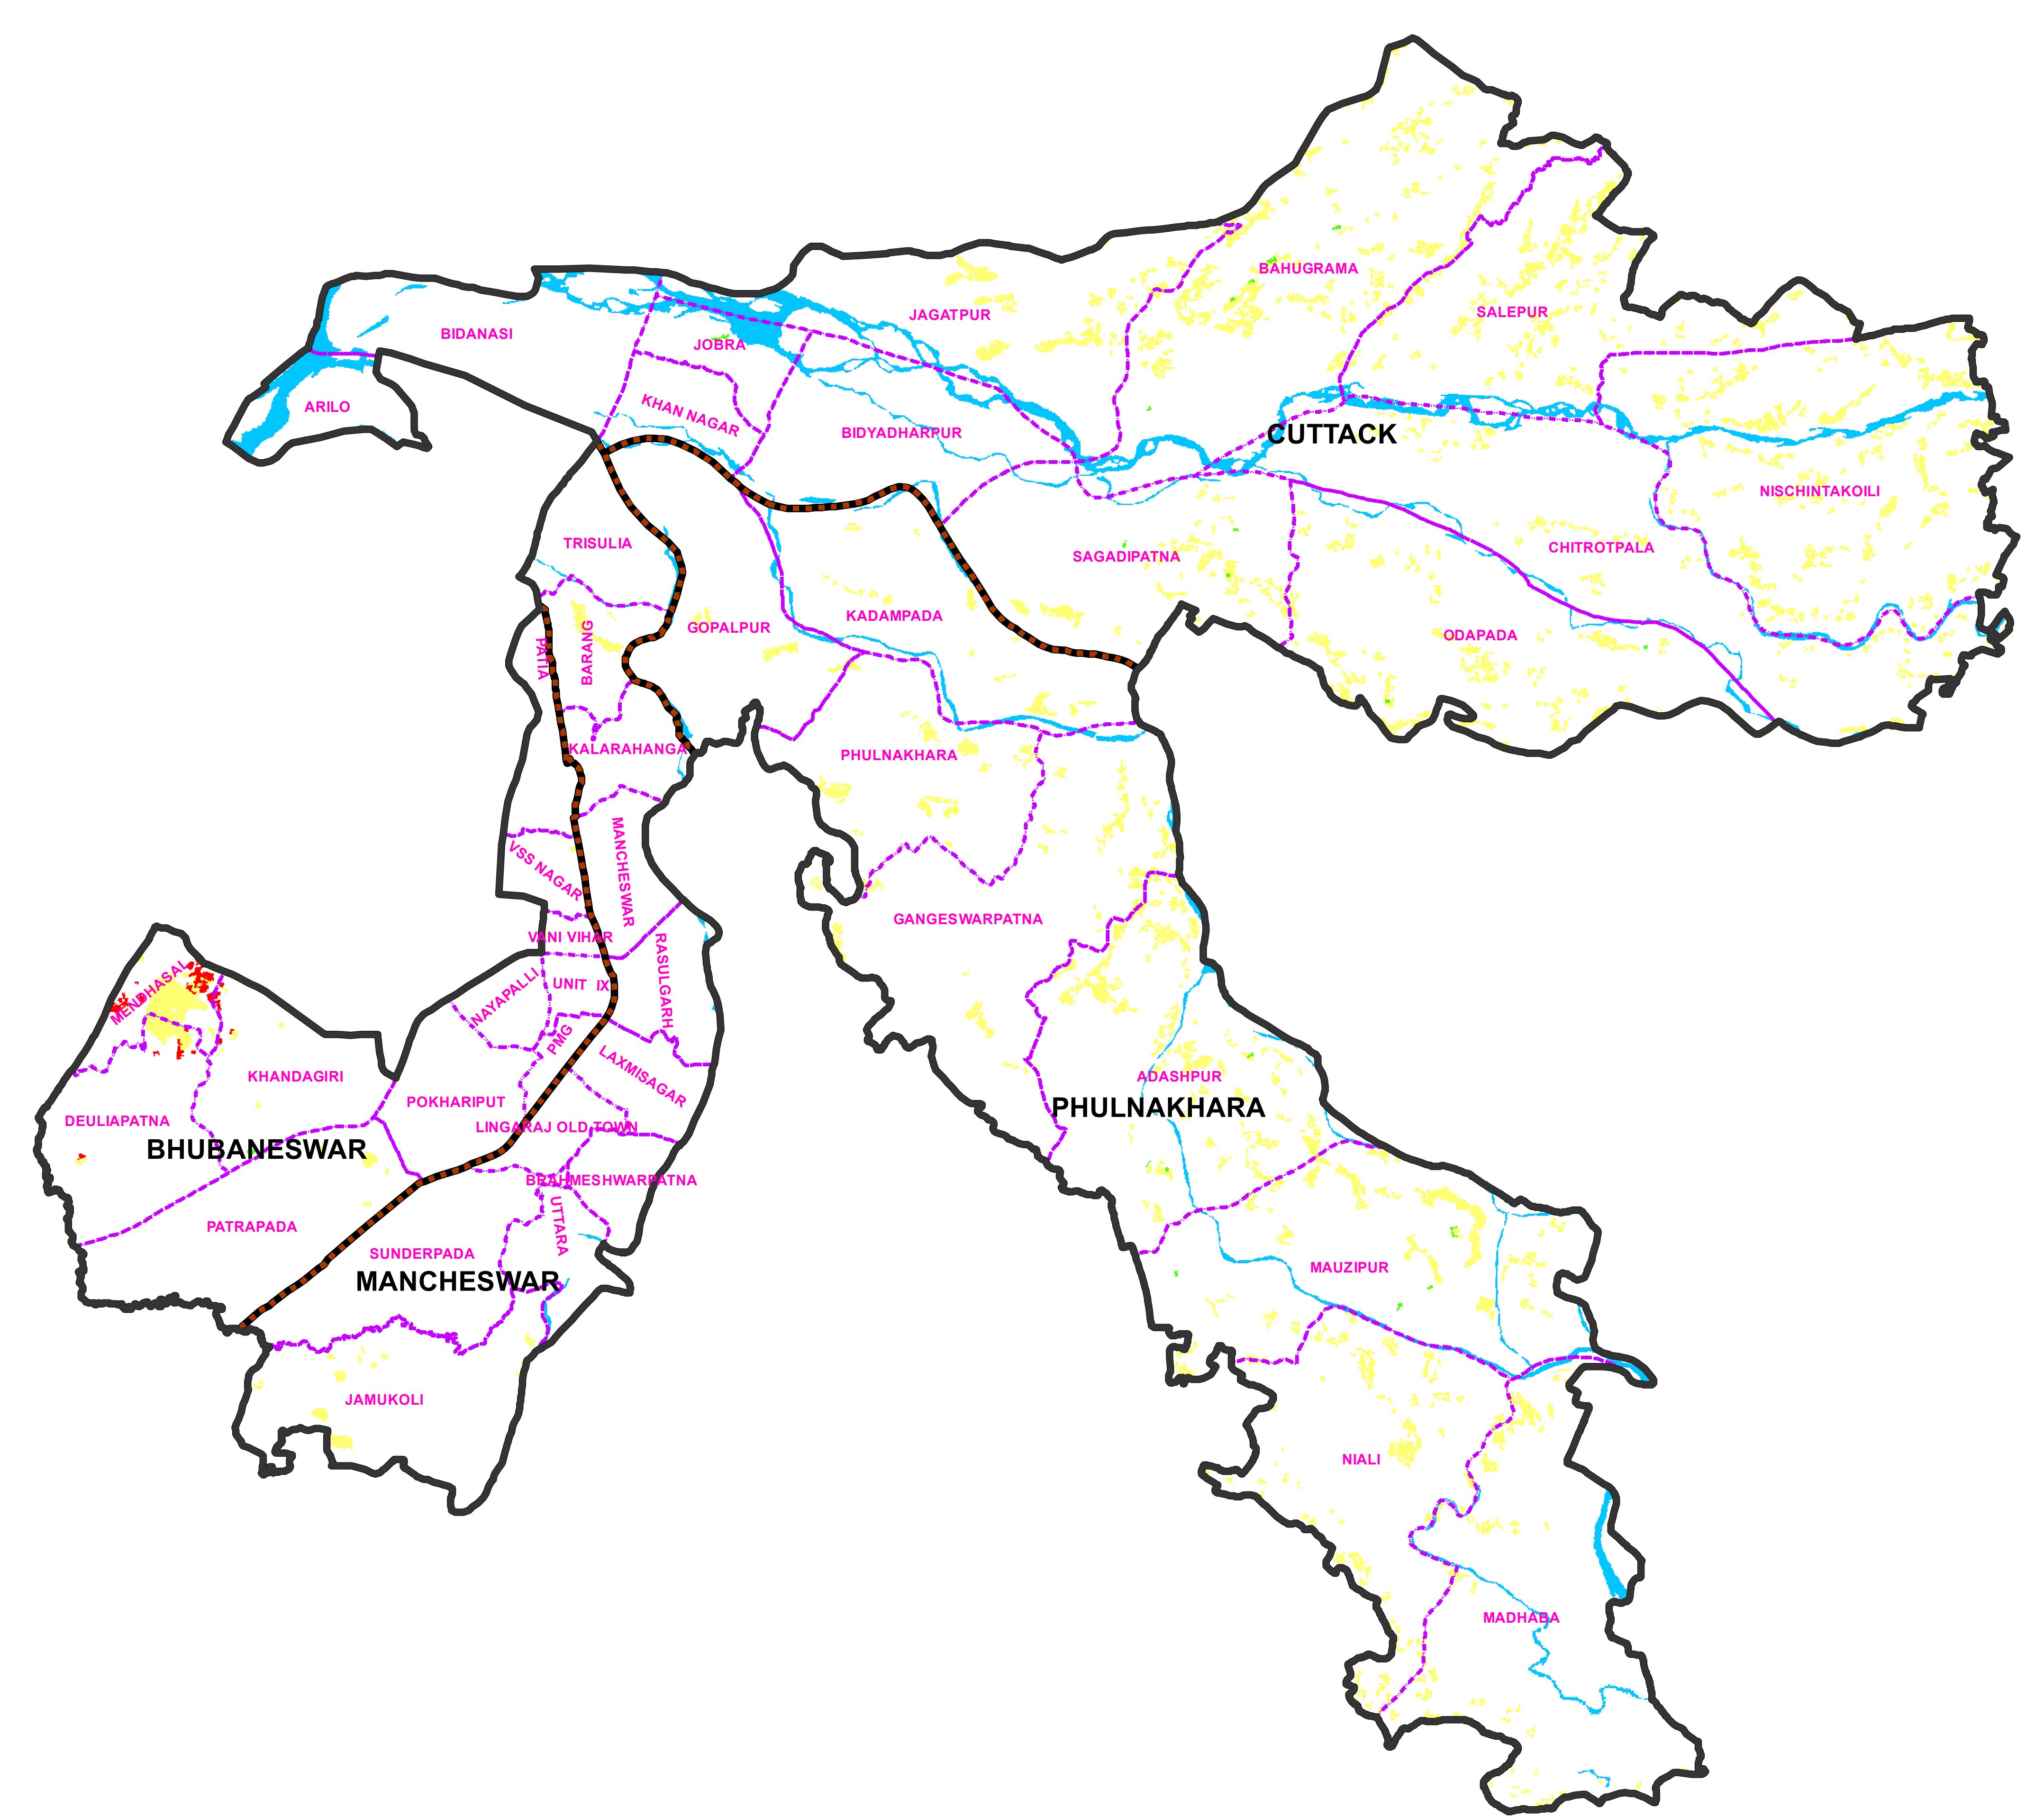 BAHUGRAMA
SALEPUR
JAGATPUR
BIDANASI
JOBRA
ARILO
KHAN NAGAR
BIDYADHARPUR
CUTTACK
NISCHINTAKOILI
TRISULIA
CHITROTPALA
SAGADIPATNA
KADAMPADA
GOPALPUR
ODAPADA
PATIA
BARANG
KALARAHANGA
PHULNAKHARA
MANCHESWAR
VSS NAGAR
GANGESWARPATNA
VANI VIHAR
RASULGARH
MENDHASAL
NAYAPALLI
UNIT IX
PMG
LAXMISAGAR
KHANDAGIRI
ADASHPUR
POKHARIPUT
PHULNAKHARA
DEULIAPATNA
LINGARAJ OLD TOWN
BHUBANESWAR
BRAHMESHWARPATNA
UTTARA
PATRAPADA
SUNDERPADA
MANCHESWAR
MAUZIPUR
JAMUKOLI
NIALI
MADHABA